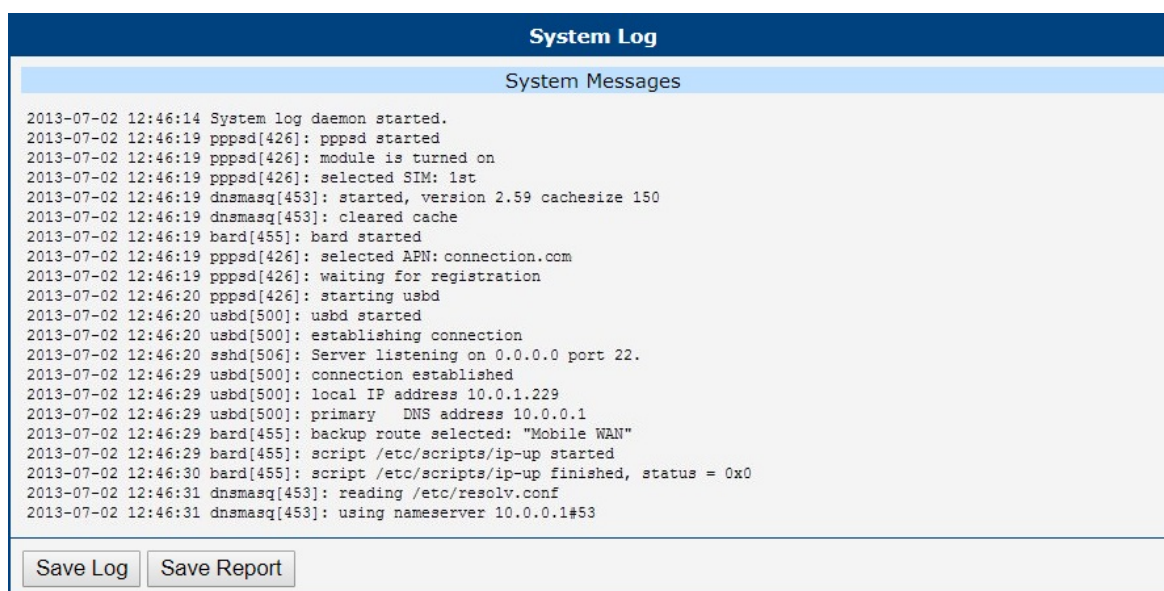 System Log
System Messages
2013-07-02 12:46:14 System log daemon started.
2013-07-02 12:46:19 pppsd[426]: pppsd started
2013-07-02 12:46:19 pppsd[426]: module is turned on
2013-07-02 12:46:19 pppsd[426]: selected SIM: 1st
2013-07-02 12:46:19 dnsmasq[453]: started, version 2.59 cachesize 150
2013-07-02 12:46:19 dnsmasq[453]: cleared cache
2013-07-02 12:46:19 bard[455]: bard started
2013-07-02 12:46:19 pppsd[426]: selected APN: connection.com
2013-07-02 12:46:19 pppsd[426]: waiting for registration
2013-07-02 12:46:20 pppsd[426]: starting usbd
2013-07-02 12:46:20 usbd[500]: usbd started
2013-07-02 12:46:20 usbd[500]: establishing connection
2013-07-02 12:46:20 sshd[506]: Server listening on 0.0.0.0 port 22.
2013-07-02 12:46:29 usbd[500]: connection established
2013-07-02 12:46:29 usbd[500]: local IP address 10.0.1.229
2013-07-02 12:46:29 usbd[500]: primary   DNS address 10.0.0.1
2013-07-02 12:46:29 bard[455]: backup route selected: "Mobile WAN"
2013-07-02 12:46:29 bard[455]: script /etc/scripts/ip-up started
2013-07-02 12:46:30 bard[455]: script /etc/scripts/ip-up finished, status = 0x0
2013-07-02 12:46:31 dnsmasq[453]: reading /etc/resolv.conf
2013-07-02 12:46:31 dnsmasq[453]: using nameserver 10.0.0.1#53
Save Log Save Report